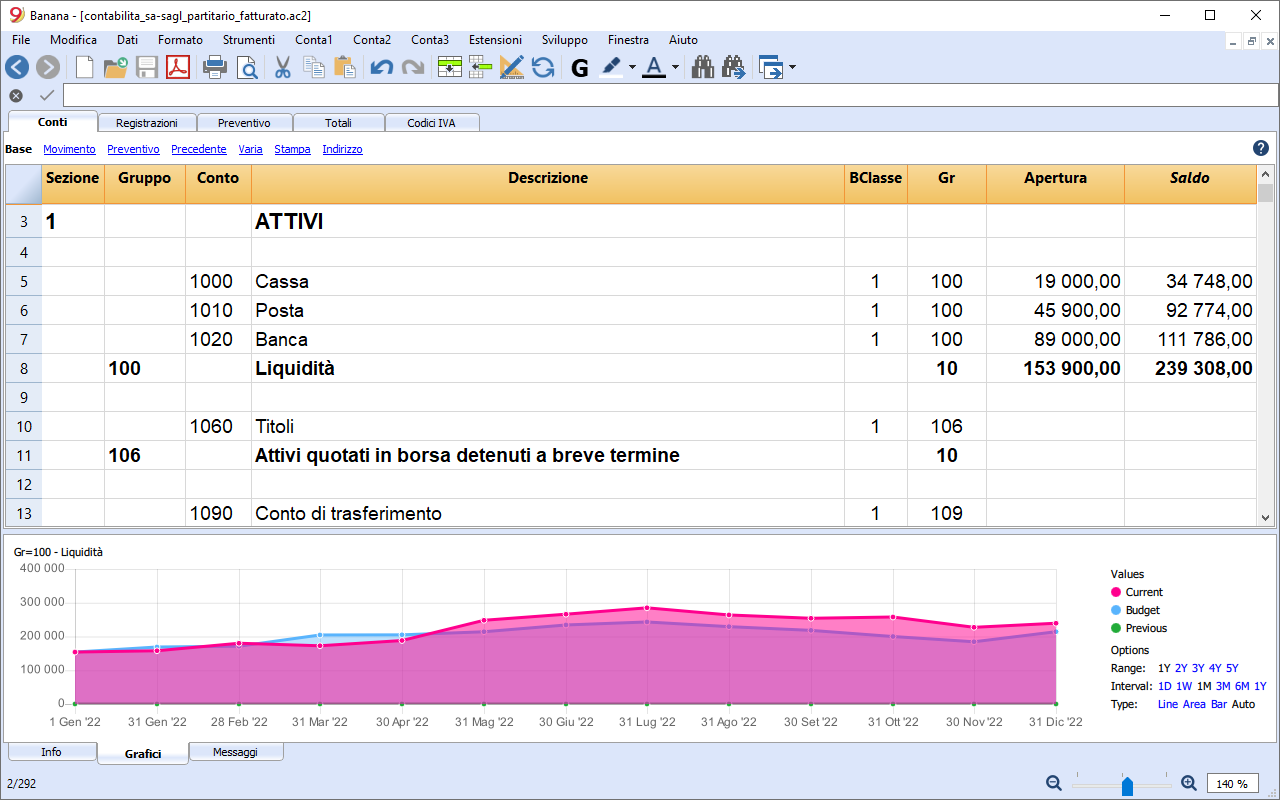 Banana - [contabilita_sa-sagl_partitario_fatturato.ac2]
File Modifica Dati Formato Strumenti Conta1 Conta2 Conta3 Estensioni Sviluppo Finestra Aiuto
G A
Conti Registrazioni Preventivo Totali Codici IVA
Base Movimento Preventivo Precedente Varia Stampa Indirizzo ?
Sezione Gruppo Conto Descrizione BClasse Gr Apertura Saldo
3 1 ATTIVI
4
5 1000 Cassa 1 100 19 000,00 34 748,00
6 1010 Posta 1 100 45 900,00 92 774,00
7 1020 Banca 1 100 89 000,00 111 786,00
8 100 Liquidità 10 153 900,00 239 308,00
9
10 1060 Titoli 1 106
11 106 Attivi quotati in borsa detenuti a breve termine 10
12
13 1090 Conto di trasferimento 1 109
Gr=100 - Liquidità
400 000
300 000
200 000
100 000
0
1 Gen '22 31 Gen '22 28 Feb '22 31 Mar '22 30 Apr '22 31 Mag '22 30 Giu '22 31 Lug '22 31 Ago '22 30 Set '22 31 Ott '22 30 Nov '22 31 Dic '22
Values
Current
Budget
Previous
Options
Range: 1Y 2Y 3Y 4Y 5Y
Interval: 1D 1W 1M 3M 6M 1Y
Type: Line Area Bar Auto
Info Grafici Messaggi
2/292 140 %